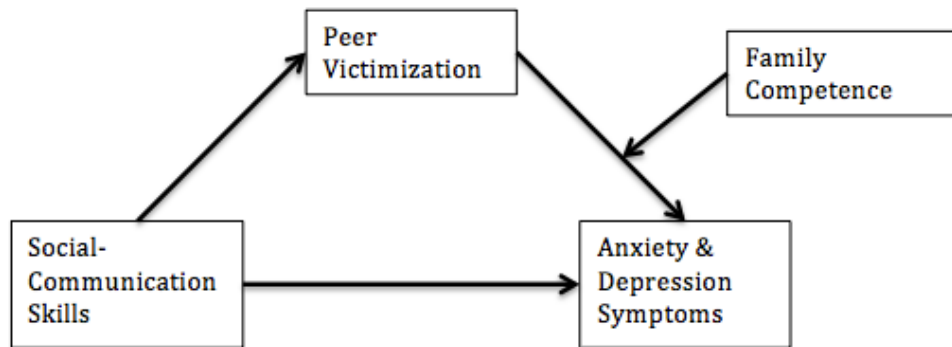 Peer
Victimization
Family
Competence
Social-
Communication
Skills
Anxiety &
Depression
Symptoms